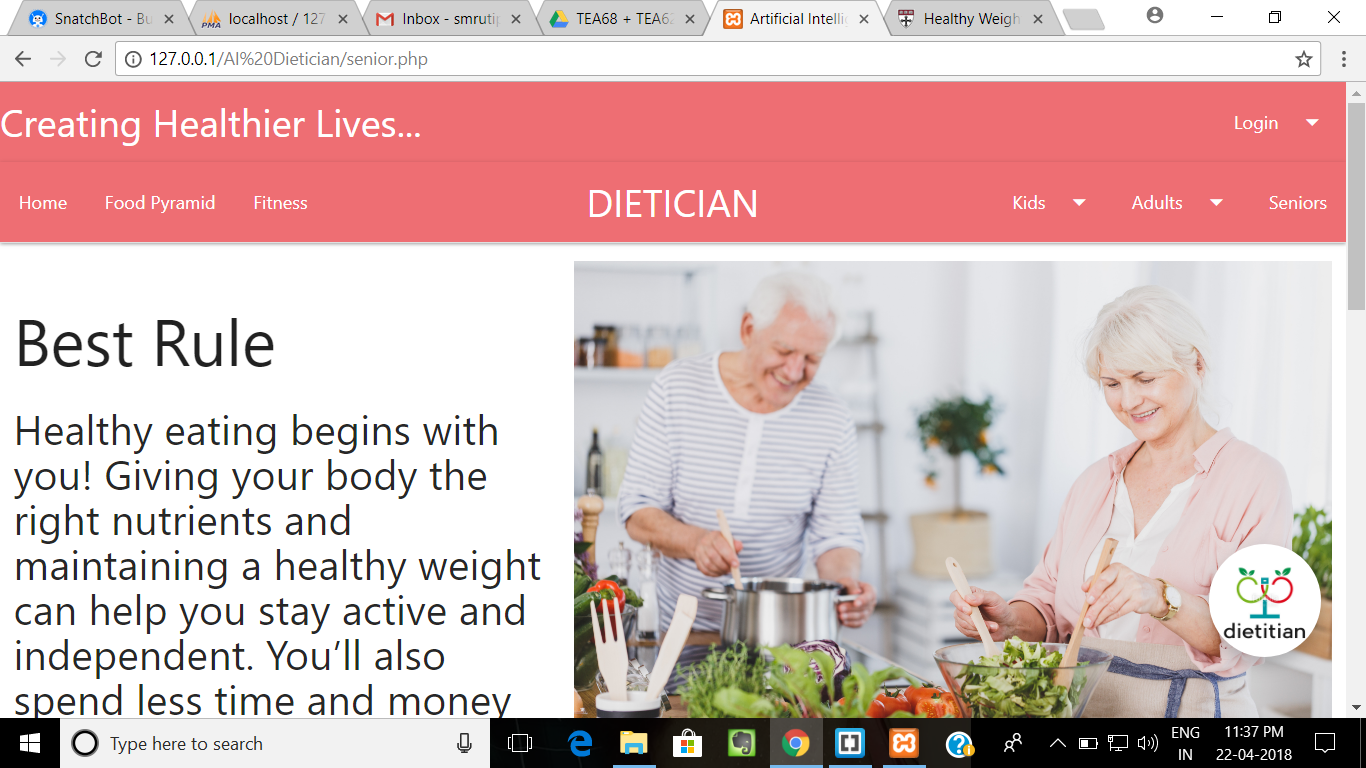 SnatchBot - Bu
localhost / 127
Inbox - smrutip
TEA68 + TEA62
Artificial Intellig
Healthy Weigh
127.0.0.1/AI%20Dietician/senior.php
Creating Healthier Lives...
Login
Home
Food Pyramid
Fitness
DIETICIAN
Kids
Adults
Seniors
Best Rule
Healthy eating begins with
you! Giving your body the
right nutrients and
maintaining a healthy weight
can help you stay active and
independent. You’ll also
spend less time and money
dietitian
Type here to search
ENG
IN
11:37 PM
22-04-2018